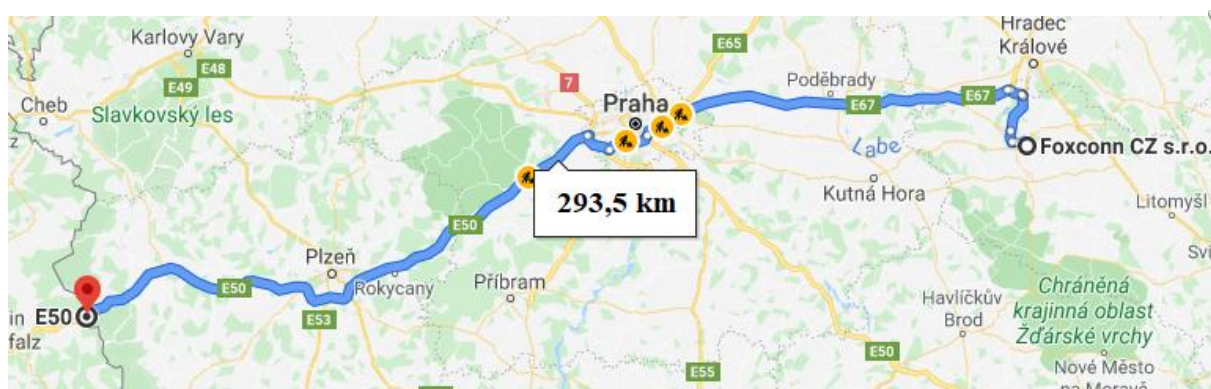 Hradec
Králové
Karlovy Vary
E65
E48
7
Poděbrady
E49
Praha
E67
E67
Cheb
Slavkovský les
Labe
Foxconn CZ s.r.o.
Kutná Hora
293,5 km
Litomyšl
E50
Plzeň
Příbram
Rokycany
E50
Chráněná
krajinná oblast
Žďárské vrchy
Havlíčkův
Brod
E50
falz
E53
E50
Nové Město
E55